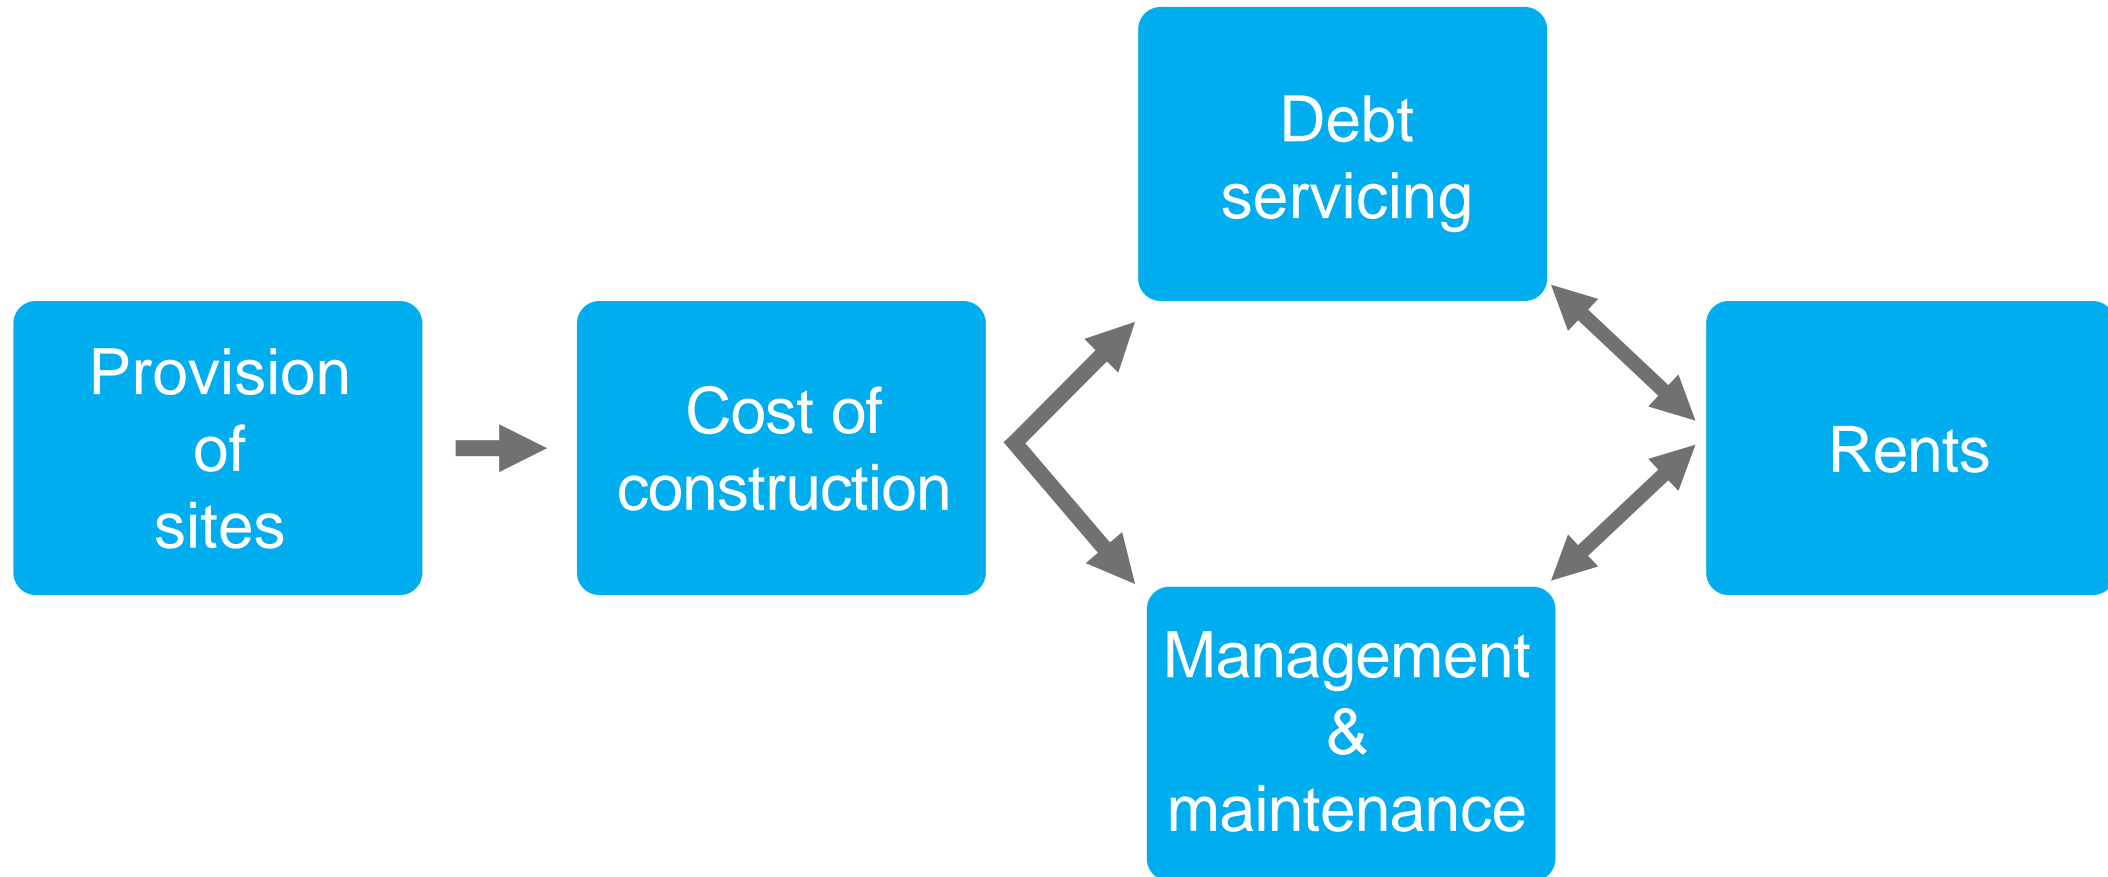 Provision
of
sites
Cost of
construction
Debt
servicing
Management
&
maintenance
Rents